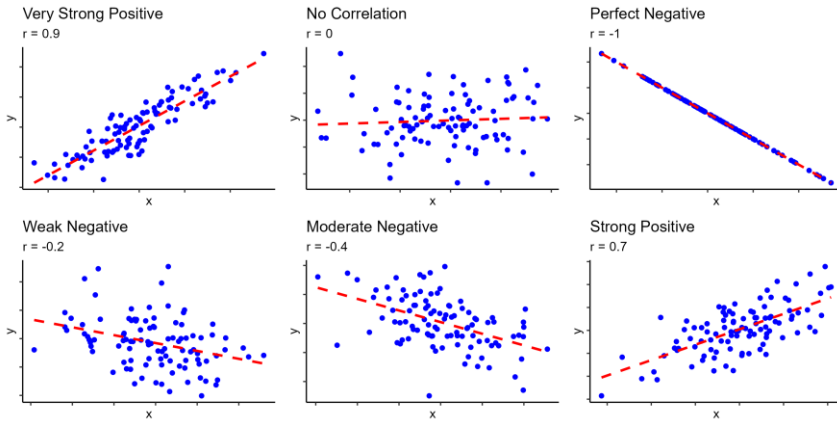 Very Strong Positive
r = 0.9
y
x
No Correlation
r = 0
y
x
Perfect Negative
r = -1
y
x
Weak Negative
r = -0.2
y
x
Moderate Negative
r = -0.4
y
x
Strong Positive
r = 0.7
y
x